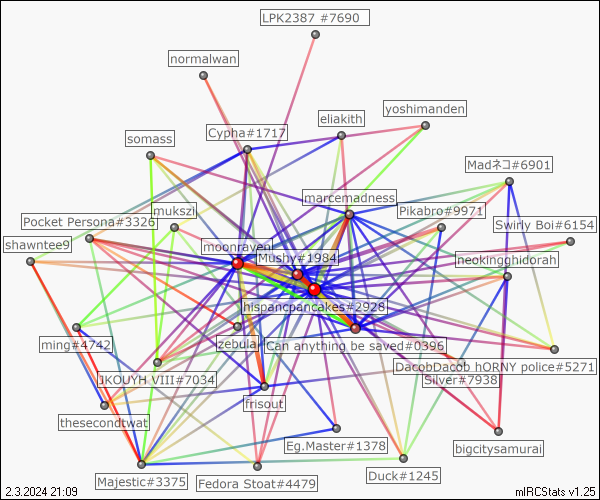 LPK2387 #7690
normalwan
yoshimanden
eliakith
Cypha#1717
somass
Madネコ#6901
marcemadness
mukszi
Pikabro#9971
Pocket Persona#3326
Swirly Boi#6154
shawntee9
moonraven
Mushy#1984
neokinghidorah
hispanicpancakes#2928
ming#4742
zebula
Can anything be saved#0396
DacobDacob hORNY police#5271
JKOUYH VIII#7034
Silver#7938
frisout
thesecondtwat
Eg.Master#1378
bigcitysamurai
Majestic#3375
Fedora Stoat#4479
Duck#1245
2.3.2024 21:09
mIRCStats v1.25